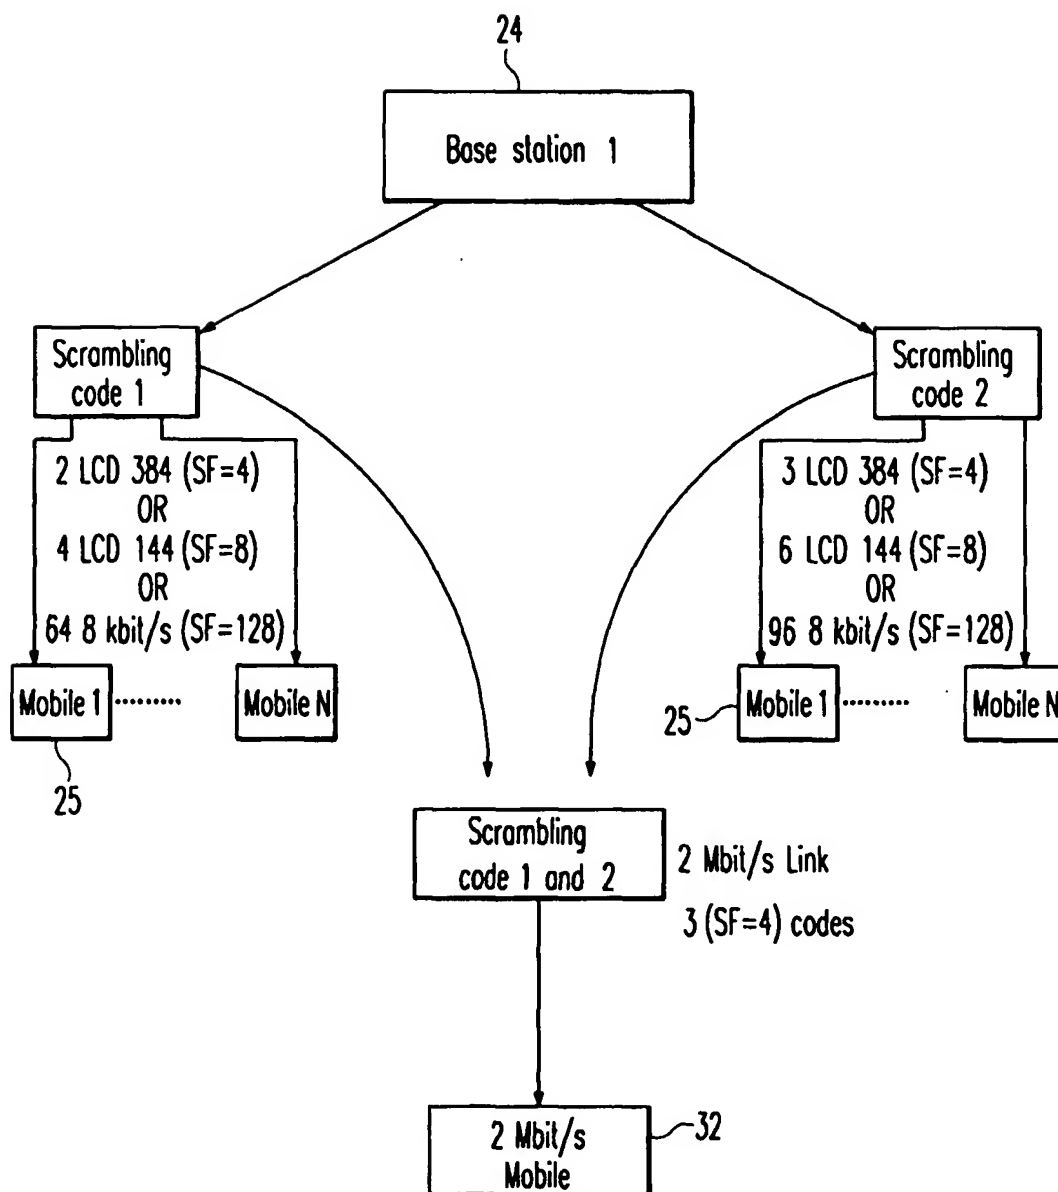 24
Base station 1
Scrambling
code 1
Scrambling
code 2
2 LCD 384 (SF=4)
OR
4 LCD 144 (SF=8)
OR
64 8 kbit/s (SF=128)
3 LCD 384 (SF=4)
OR
6 LCD 144 (SF=8)
OR
96 8 kbit/s (SF=128)
Mobile 1 ........ Mobile N
25
25
Mobile 1 ........ Mobile N
Scrambling
code 1 and 2
2 Mbit/s Link
3 (SF=4) codes
2 Mbit/s
Mobile
32